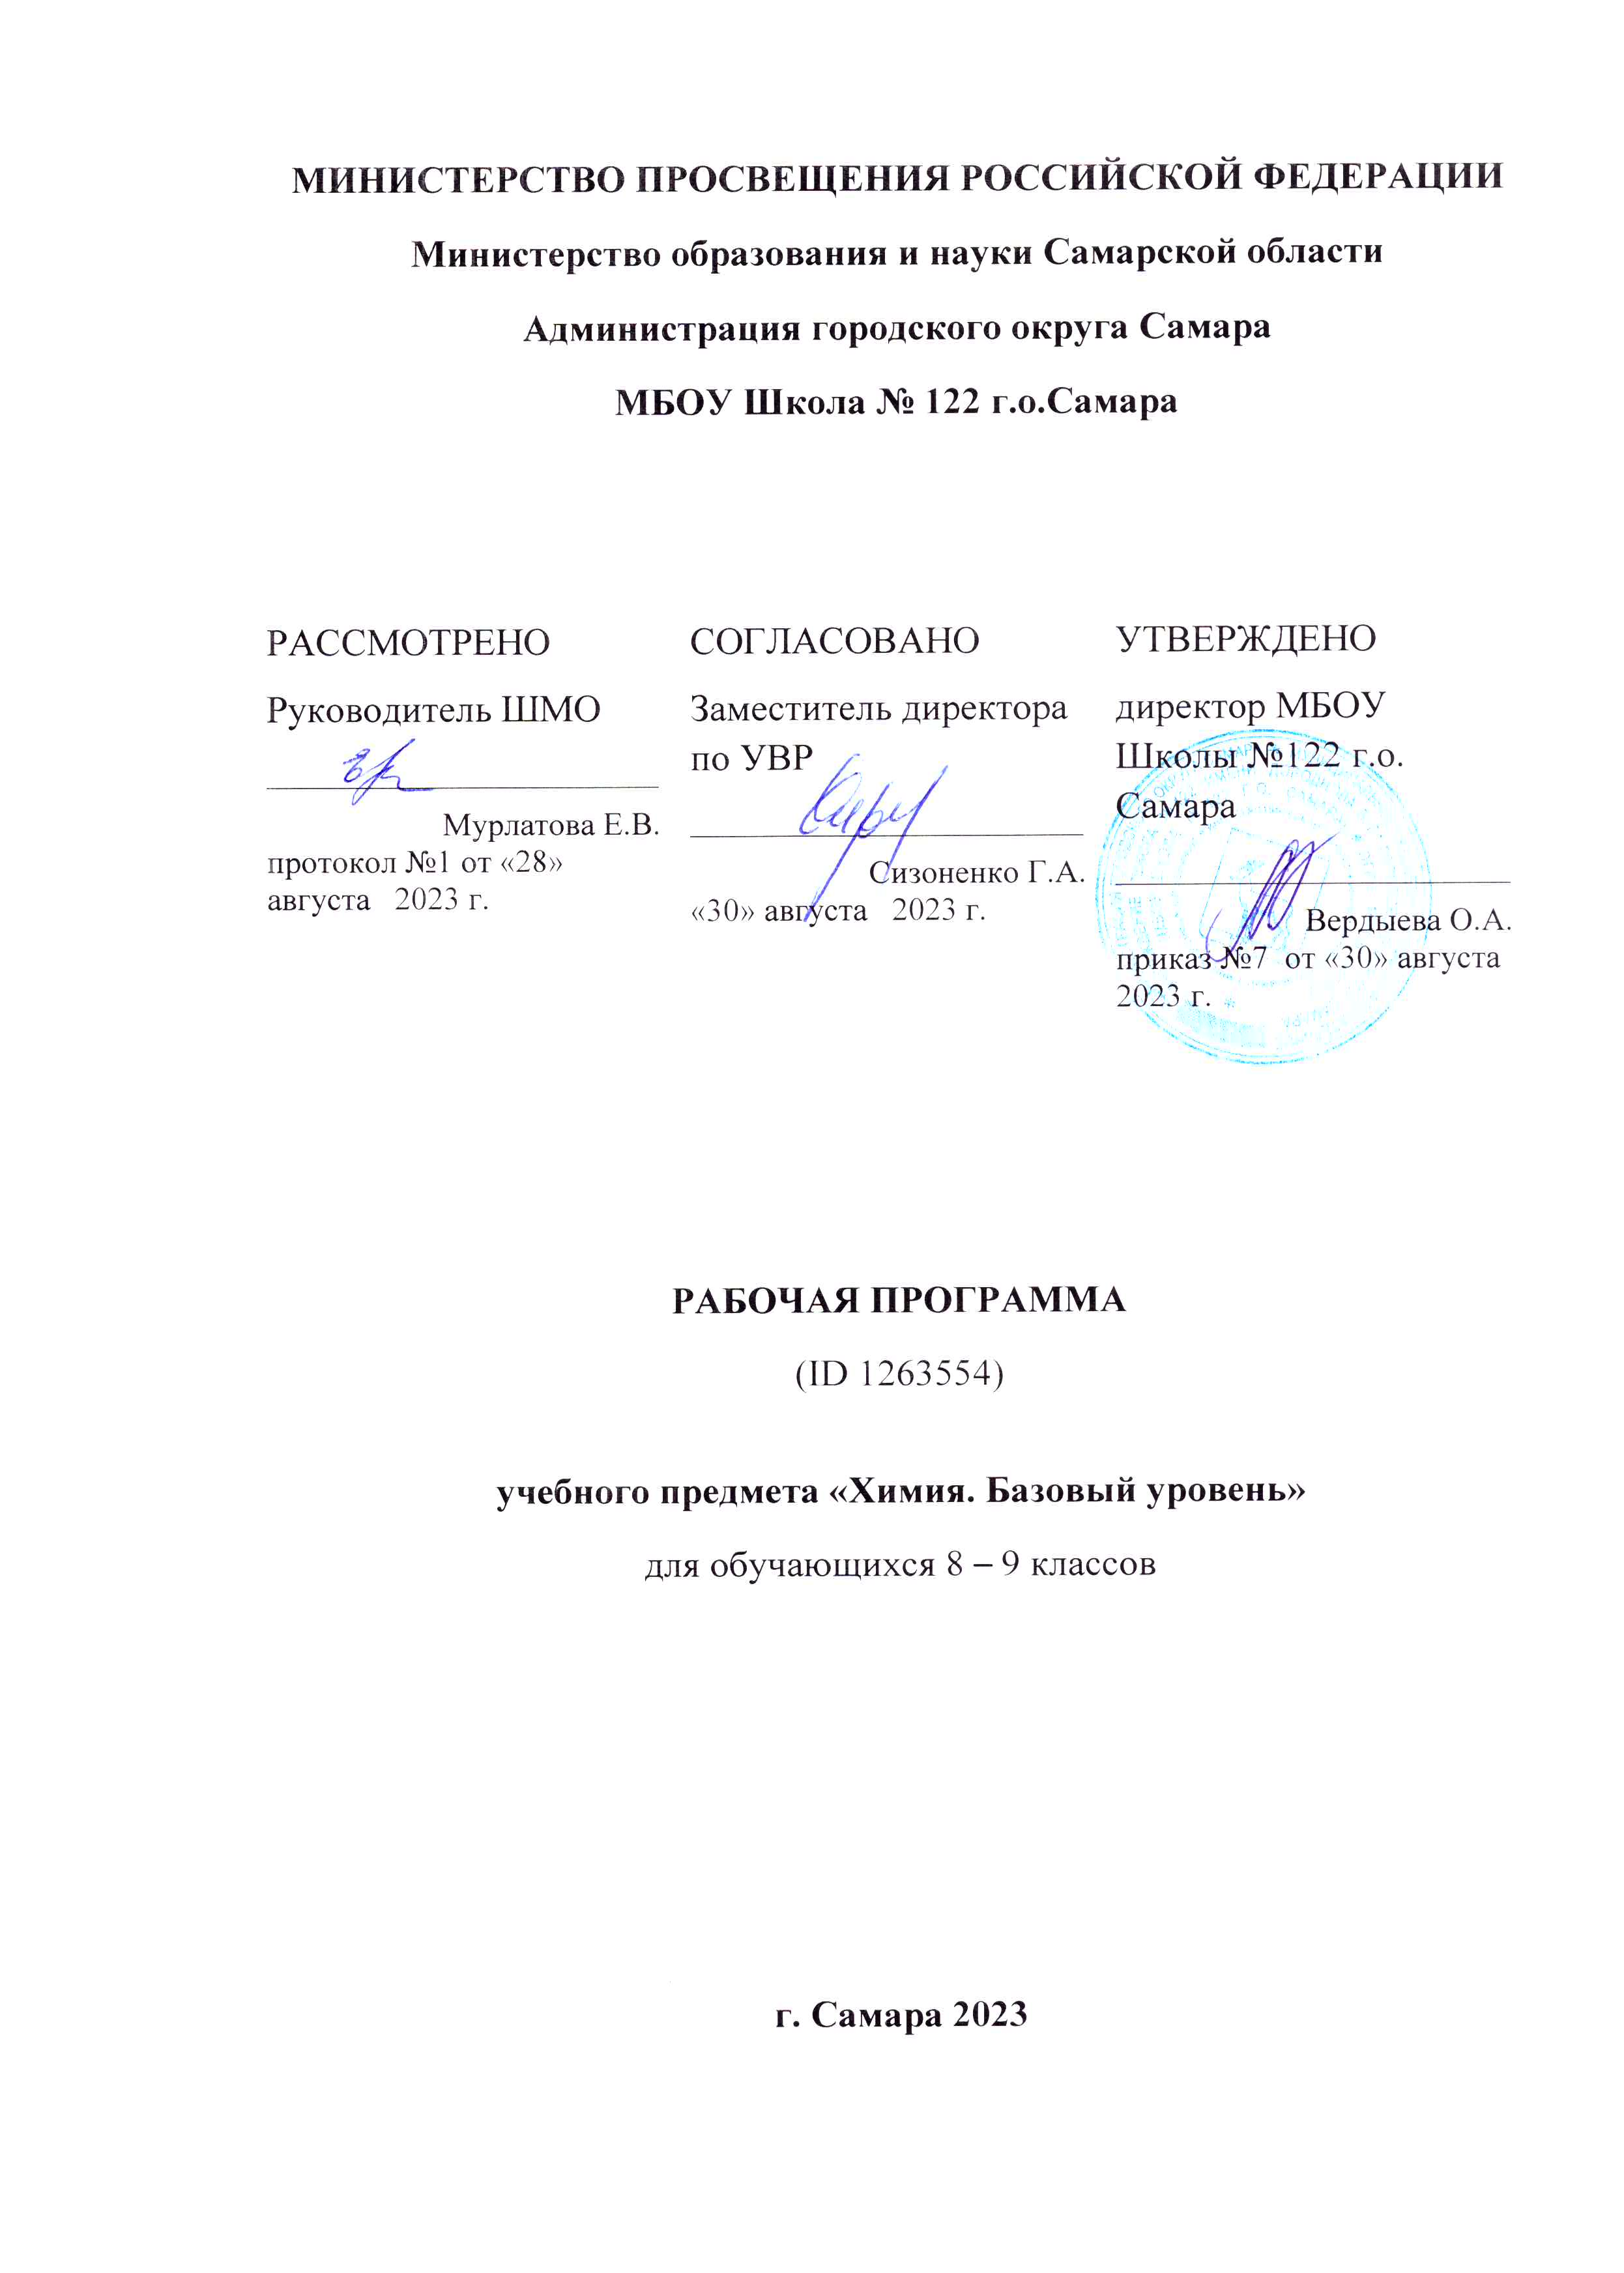 МИНИСТЕРСТВО ПРОСВЕЩЕНИЯ РОССИЙСКОЙ ФЕДЕРАЦИИ
Министерство образования и науки Самарской области
Администрация городского округа Самара
МБОУ Школа № 122 г.о.Самара
РАССМОТРЕНО
Руководитель ШМО
Мурлатова Е.В.
протокол №1 от «28»
августа 2023 г.
СОГЛАСОВАНО
Заместитель директора
по УВР
Сизоненко Г.А.
«30» августа 2023 г.
УТВЕРЖДЕНО
директор МБОУ
Школы №122 г.о.
Самара
Вердыева О.А.
приказ №7 от «30» августа
2023 г.
РАБОЧАЯ ПРОГРАММА
(ID 1263554)
учебного предмета «Химия. Базовый уровень»
для обучающихся 8 – 9 классов
г. Самара 2023